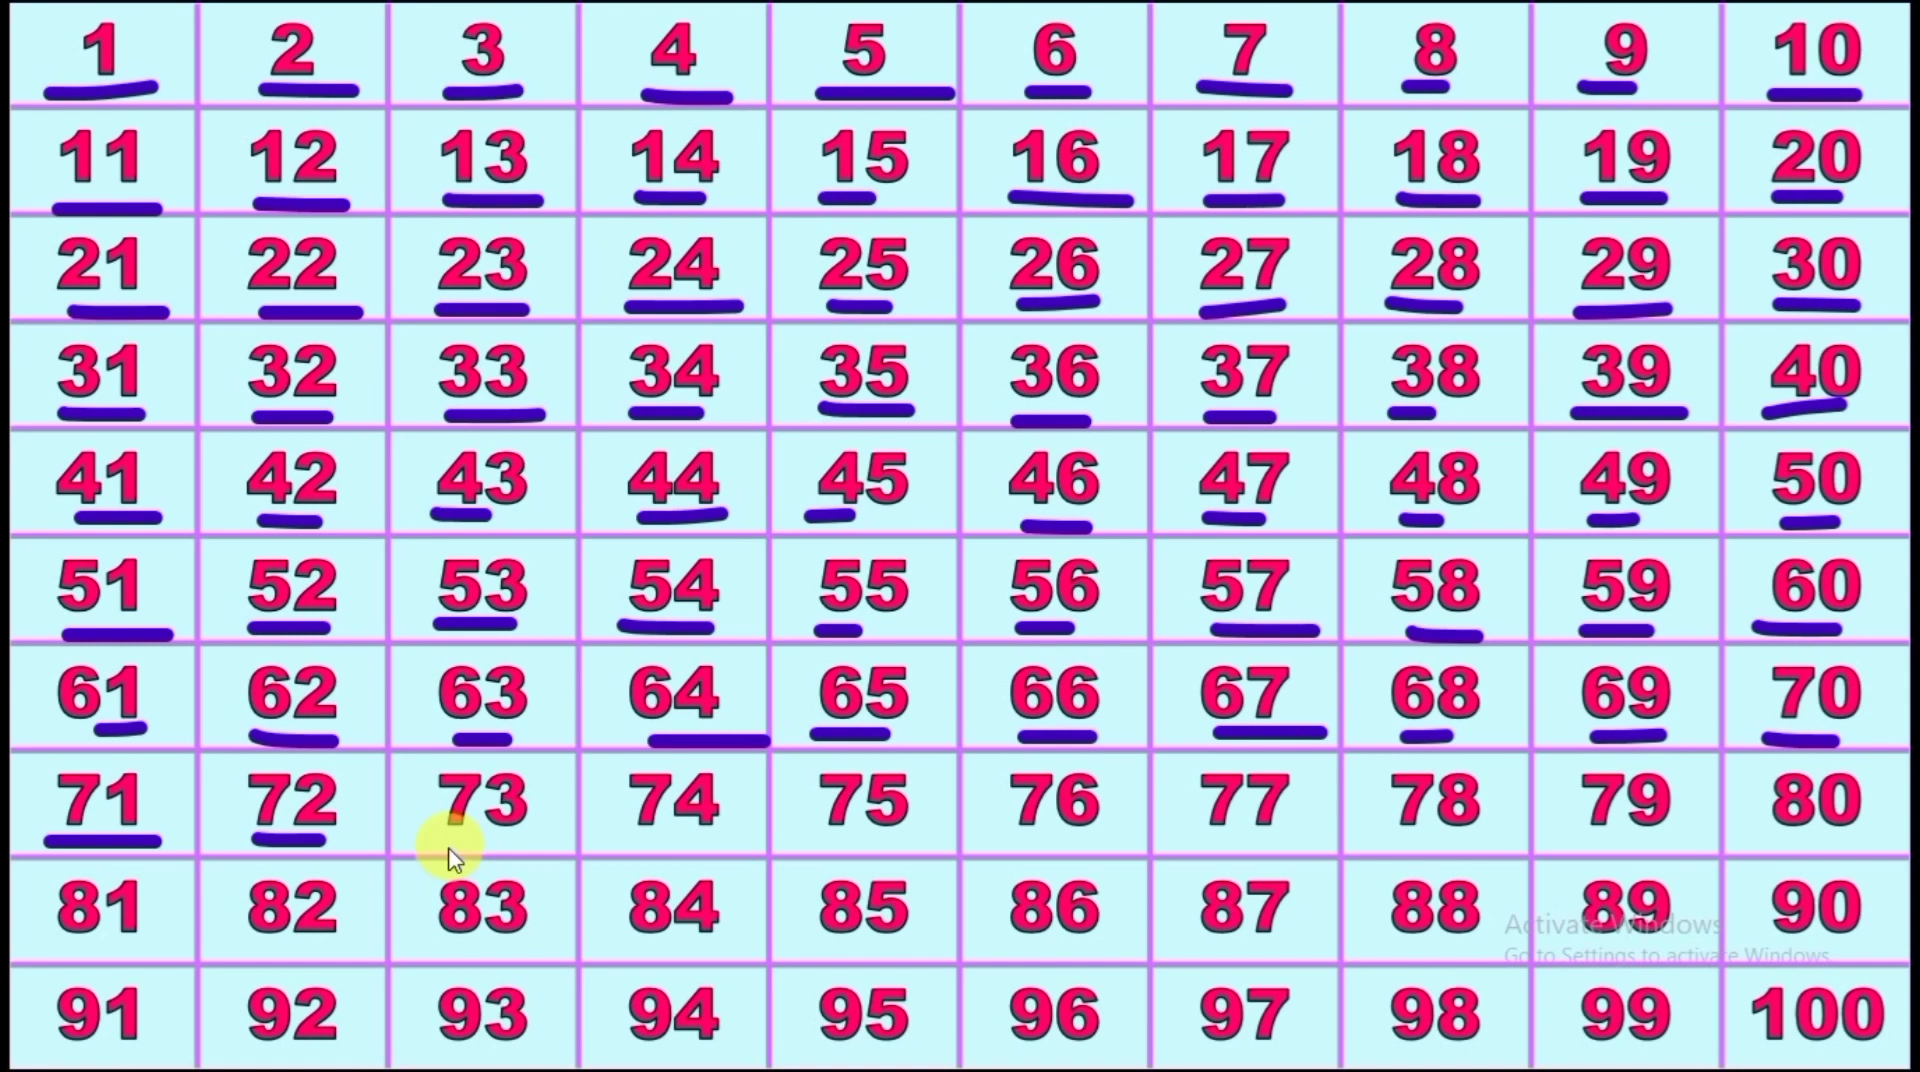 1 2 3 4 5 6 7 8 9 10
11 12 13 14 15 16 17 18 19 20
21 22 23 24 25 26 27 28 29 30
31 32 33 34 35 36 37 38 39 40
41 42 43 44 45 46 47 48 49 50
51 52 53 54 55 56 57 58 59 60
61 62 63 64 65 66 67 68 69 70
71 72 73 74 75 76 77 78 79 80
81 82 83 84 85 86 87 88 89 90
Activate Windows
Go to Settings to activate Windows.
91 92 93 94 95 96 97 98 99 100